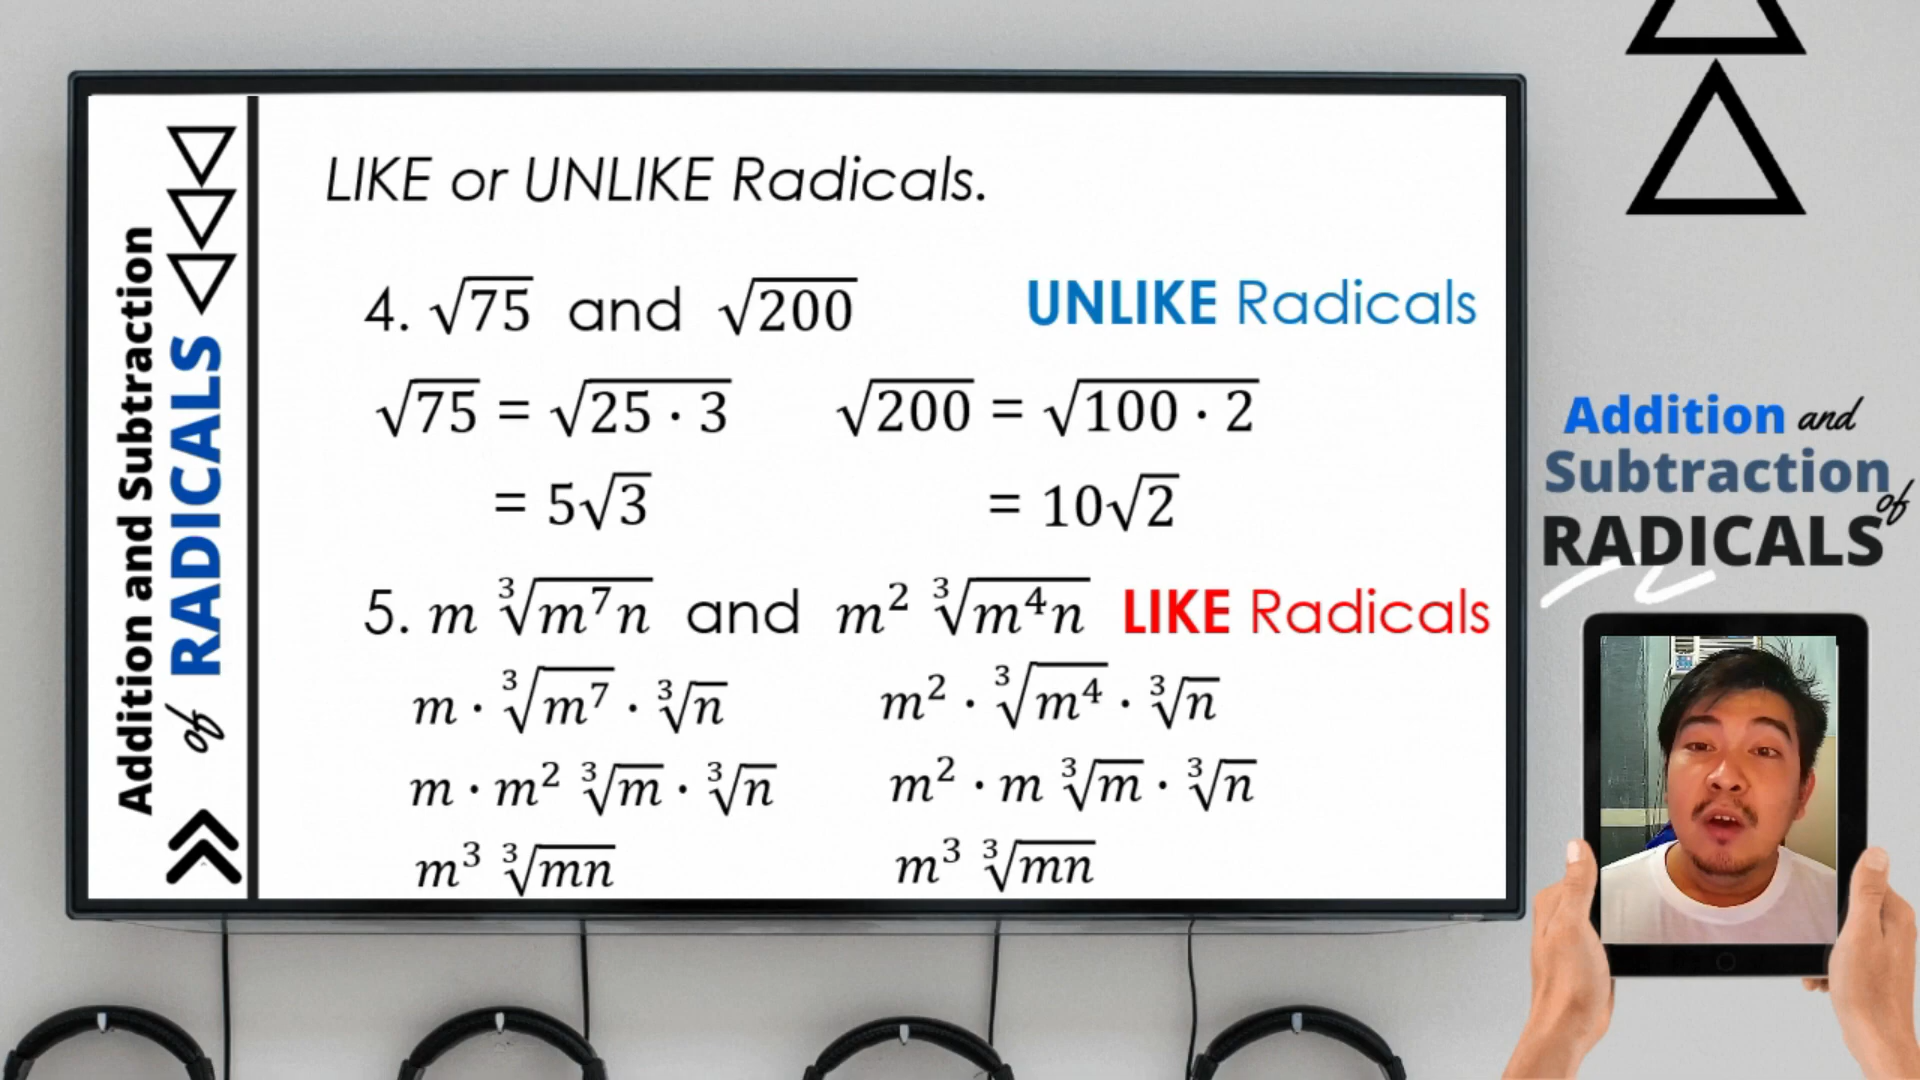 Addition and Subtraction
of RADICALS
LIKE or UNLIKE Radicals.
4. √75 and √200 UNLIKE Radicals
√75 = √25 · 3 √200 = √100 · 2
= 5√3 = 10√2
5. m ∛m⁷n and m² ∛m⁴n LIKE Radicals
m · ∛m⁷ · ∛n m² · ∛m⁴ · ∛n
m · m² ∛m · ∛n m² · m ∛m · ∛n
m³ ∛mn m³ ∛mn
Addition and
Subtraction of
RADICALS